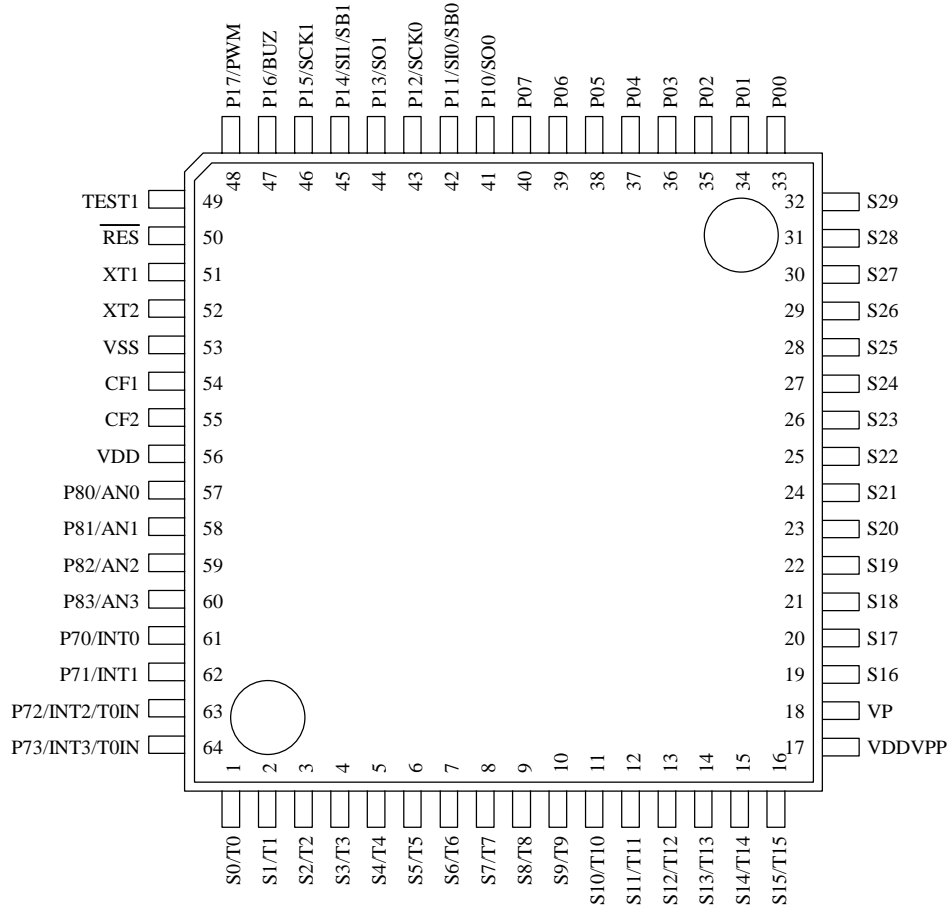 P17/PWM
P16/BUZ
P15/SCK1
P14/SI1/SB1
P13/SO1
P12/SCK0
P11/SI0/SB0
P10/SO0
P07
P06
P05
P04
P03
P02
P01
P00
48
47
46
45
44
43
42
41
40
39
38
37
36
35
34
33
TEST1 49
RES 50
XT1 51
XT2 52
VSS 53
CF1 54
CF2 55
VDD 56
P80/AN0 57
P81/AN1 58
P82/AN2 59
P83/AN3 60
P70/INT0 61
P71/INT1 62
P72/INT2/T0IN 63
P73/INT3/T0IN 64
32 S29
31 S28
30 S27
29 S26
28 S25
27 S24
26 S23
25 S22
24 S21
23 S20
22 S19
21 S18
20 S17
19 S16
18 VP
17 VDDVPP
1
2
3
4
5
6
7
8
9
10
11
12
13
14
15
16
S0/T0
S1/T1
S2/T2
S3/T3
S4/T4
S5/T5
S6/T6
S7/T7
S8/T8
S9/T9
S10/T10
S11/T11
S12/T12
S13/T13
S14/T14
S15/T15